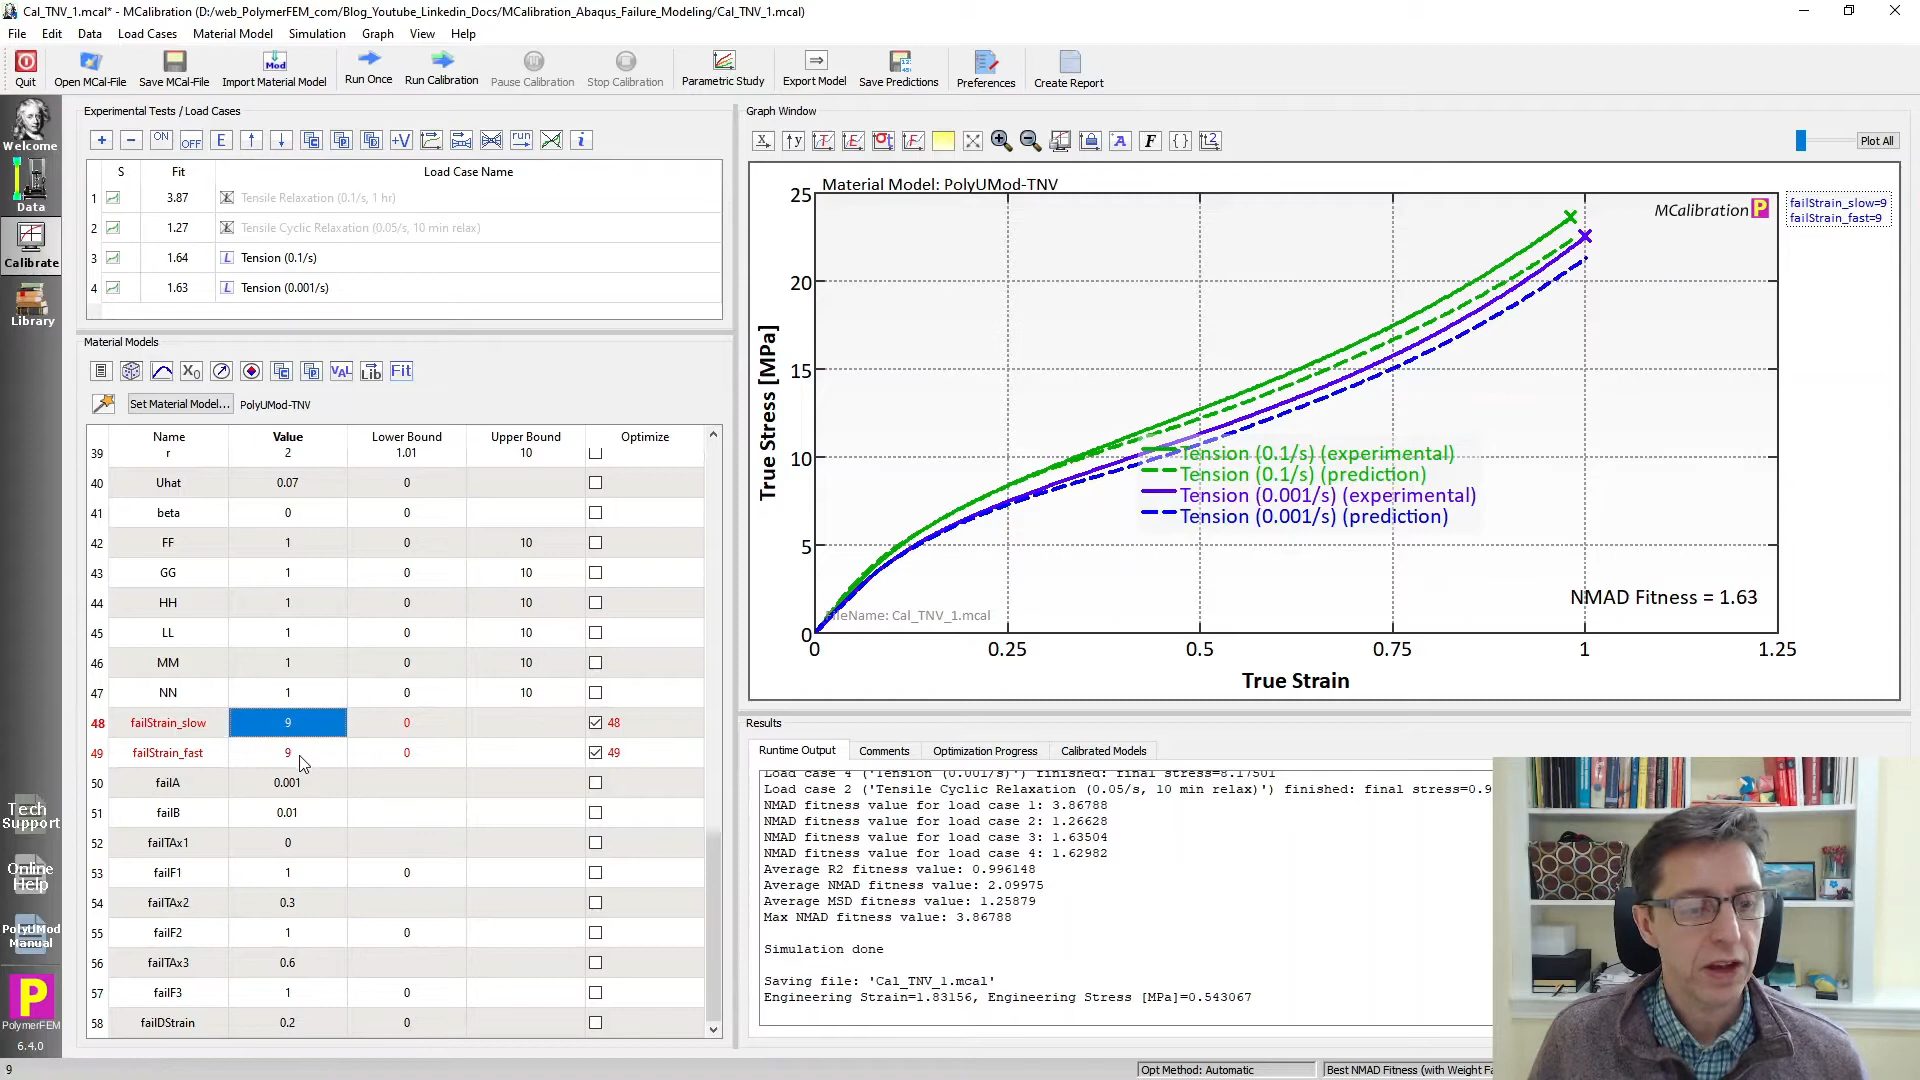 Cal_TNV_1.mcal* - MCalibration (D:/web_PolymerFEM_com/Blog_Youtube_Linkedin_Docs/MCalibration_Abaqus_Failure_Modeling/Cal_TNV_1.mcal)
File Edit Data Load Cases Material Model Simulation Graph View Help
Mod
Quit Open MCal-File Save MCal-File Import Material Model Run Once Run Calibration Pause Calibration Stop Calibration Parametric Study Export Model Save Predictions Preferences Create Report
Welcome
Data
Calibrate
Library
Tech Support
Online Help
PolyUMod Manual
PolymerFEM
6.4.0
Experimental Tests / Load Cases
+ - ON OFF E +V run i
S Fit Load Case Name
1 3.87 Tensile Relaxation (0.1/s, 1 hr)
2 1.27 Tensile Cyclic Relaxation (0.05/s, 10 min relax)
3 1.64 L Tension (0.1/s)
4 1.63 L Tension (0.001/s)
Material Models
X0 VAL Lib Fit
Set Material Model... PolyUMod-TNV
Name Value Lower Bound Upper Bound Optimize
39 r 2 1.01 10
40 Uhat 0.07 0
41 beta 0 0
42 FF 1 0 10
43 GG 1 0 10
44 HH 1 0 10
45 LL 1 0 10
46 MM 1 0 10
47 NN 1 0 10
48 failStrain_slow 9 0 48
49 failStrain_fast 9 0 49
50 failA 0.001
51 failB 0.01
52 failTAx1 0
53 failF1 1 0
54 failTAx2 0.3
55 failF2 1 0
56 failTAx3 0.6
57 failF3 1 0
58 failDStrain 0.2 0
Graph Window
Plot All
Material Model: PolyUMod-TNV
MCalibration P
failStrain_slow=9
failStrain_fast=9
True Stress [MPa]
25
20
15
10
5
0
Tension (0.1/s) (experimental)
Tension (0.1/s) (prediction)
Tension (0.001/s) (experimental)
Tension (0.001/s) (prediction)
NMAD Fitness = 1.63
FileName: Cal_TNV_1.mcal
0 0.25 0.5 0.75 1 1.25
True Strain
Results
Runtime Output Comments Optimization Progress Calibrated Models
Load case 4 ('Tension (0.001/s)') finished: final stress=8.17501
Load case 2 ('Tensile Cyclic Relaxation (0.05/s, 10 min relax)') finished: final stress=0.9
NMAD fitness value for load case 1: 3.86788
NMAD fitness value for load case 2: 1.26628
NMAD fitness value for load case 3: 1.63504
NMAD fitness value for load case 4: 1.62982
Average R2 fitness value: 0.996148
Average NMAD fitness value: 2.09975
Average MSD fitness value: 1.25879
Max NMAD fitness value: 3.86788
Simulation done
Saving file: 'Cal_TNV_1.mcal'
Engineering Strain=1.83156, Engineering Stress [MPa]=0.543067
9
Opt Method: Automatic
Best NMAD Fitness (with Weight Fa